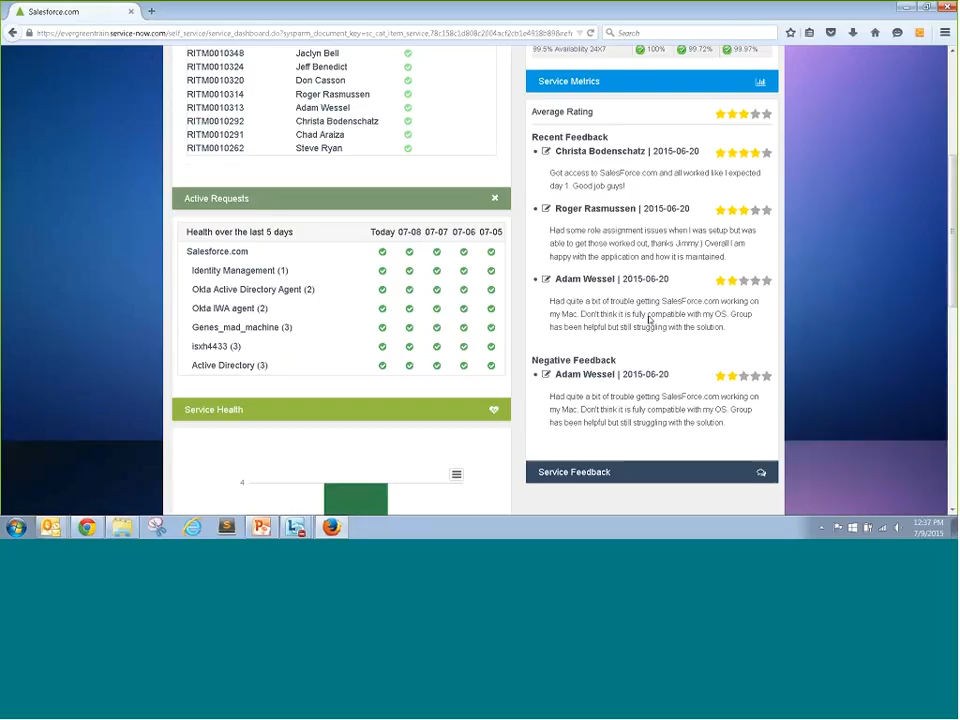 Salesforce.com
https://evergreentrain.service-now.com/self_service/service_dashboard.do?sysparm_document_key=sc_cat_item_service,
Search
RITM0010348 Jaclyn Bell
RITM0010324 Jeff Benedict
RITM0010320 Don Casson
RITM0010314 Roger Rasmussen
RITM0010313 Adam Wessel
RITM0010292 Christa Bodenschatz
RITM0010291 Chad Araiza
RITM0010262 Steve Ryan
Active Requests
Health over the last 5 days Today 07-08 07-07 07-06 07-05
Salesforce.com
Identity Management (1)
Okta Active Directory Agent (2)
Okta IWA agent (2)
Genes_mad_machine (3)
isxh4433 (3)
Active Directory (3)
Service Health
4
99.5% Availability 24X7 100% 99.72% 99.97%
Service Metrics
Average Rating
Recent Feedback
Christa Bodenschatz | 2015-06-20
Got access to SalesForce.com and all worked like I expected
day 1. Good job guys!
Roger Rasmussen | 2015-06-20
Had some role assignment issues when I was setup but was
able to get those worked out, thanks Jimmy:) Overall I am
happy with the application and how it is maintained.
Adam Wessel | 2015-06-20
Had quite a bit of trouble getting SalesForce.com working on
my Mac. Don't think it is fully compatible with my OS. Group
has been helpful but still struggling with the solution.
Negative Feedback
Adam Wessel | 2015-06-20
Had quite a bit of trouble getting SalesForce.com working on
my Mac. Don't think it is fully compatible with my OS. Group
has been helpful but still struggling with the solution.
Service Feedback
12:37 PM
7/9/2015